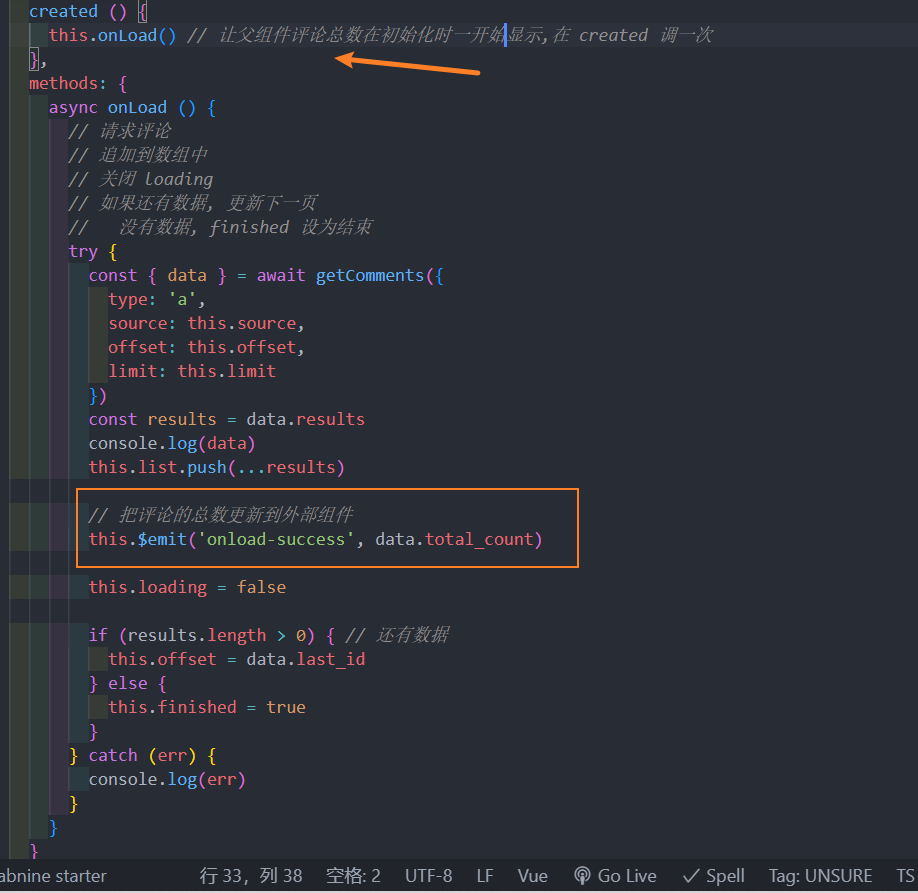 created () {
this.onLoad() // 让父组件评论总数在初始化时一开始显示,在 created 调一次
},
methods: {
async onLoad () {
// 请求评论
// 追加到数组中
// 关闭 loading
// 如果还有数据, 更新下一页
// 没有数据, finished 设为结束
try {
const { data } = await getComments({
type: 'a',
source: this.source,
offset: this.offset,
limit: this.limit
})
const results = data.results
console.log(data)
this.list.push(...results)
// 把评论的总数更新到外部组件
this.$emit('onload-success', data.total_count)
this.loading = false
if (results.length > 0) { // 还有数据
this.offset = data.last_id
} else {
this.finished = true
}
} catch (err) {
console.log(err)
}
}
}
abnine starter 行 33，列 38 空格: 2 UTF-8 LF Vue Go Live Spell Tag: UNSURE TS